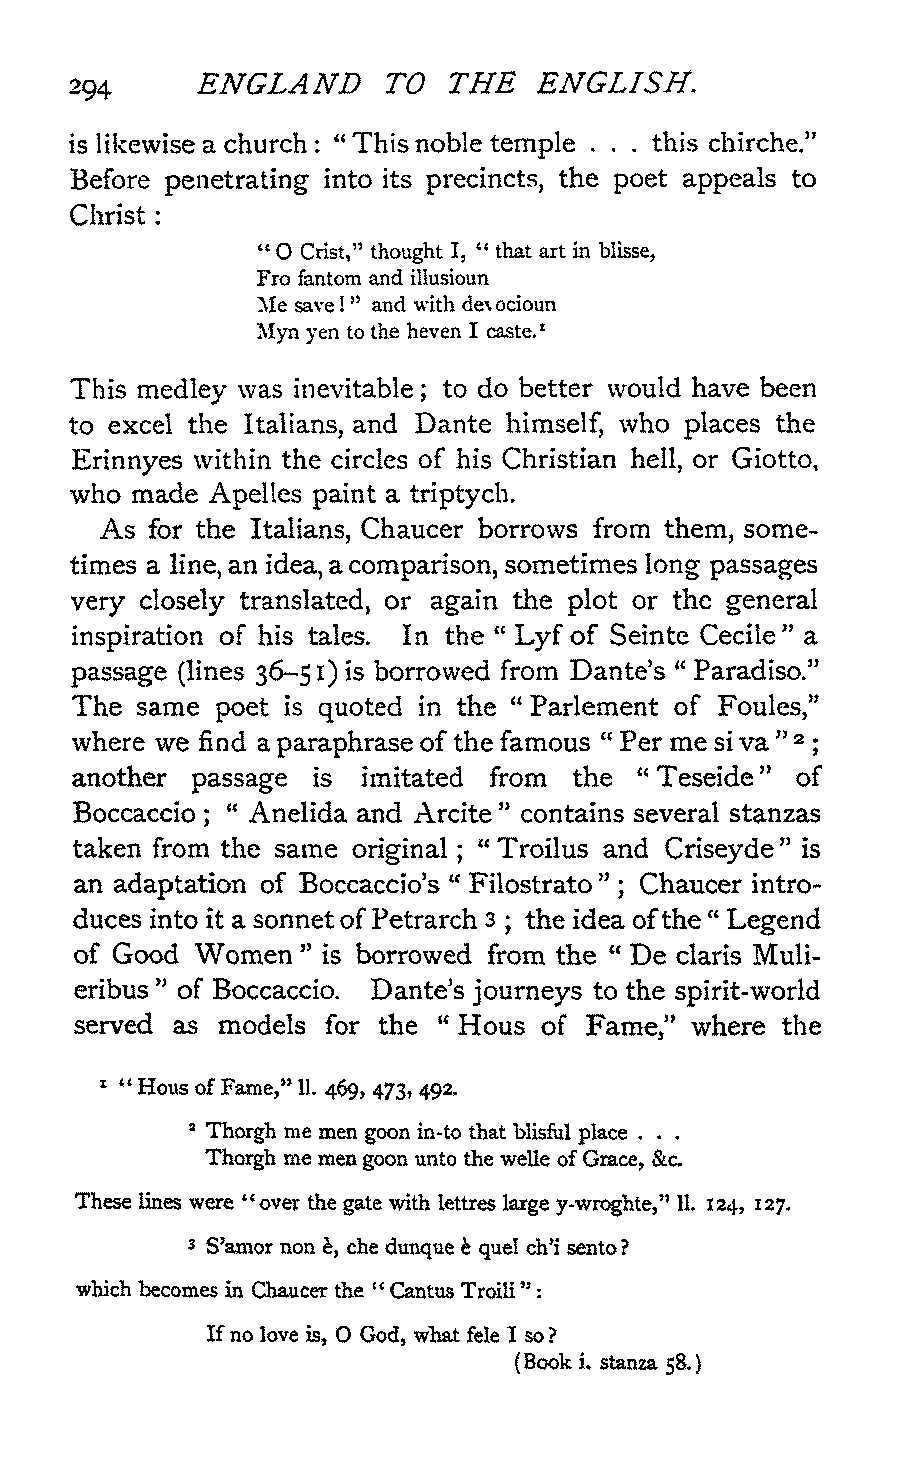 294 ENGLAND TO THE ENGLISH.
is likewise a church : “ This noble temple . . . this chirche.”
Before penetrating into its precincts, the poet appeals to
Christ :
“ O Crist,” thought I, “ that art in blisse,
Fro fantom and illusioun
Me save ! ” and with devocioun
Myn yen to the heven I caste.¹
This medley was inevitable ; to do better would have been
to excel the Italians, and Dante himself, who places the
Erinnyes within the circles of his Christian hell, or Giotto,
who made Apelles paint a triptych.
As for the Italians, Chaucer borrows from them, some-
times a line, an idea, a comparison, sometimes long passages
very closely translated, or again the plot or the general
inspiration of his tales. In the “ Lyf of Seinte Cecile ” a
passage (lines 36–51) is borrowed from Dante’s “ Paradiso.”
The same poet is quoted in the “ Parlement of Foules,”
where we find a paraphrase of the famous “ Per me si va ” ² ;
another passage is imitated from the “ Teseide ” of
Boccaccio ; “ Anelida and Arcite ” contains several stanzas
taken from the same original ; “ Troilus and Criseyde ” is
an adaptation of Boccaccio’s “ Filostrato ” ; Chaucer intro-
duces into it a sonnet of Petrarch ³ ; the idea of the “ Legend
of Good Women ” is borrowed from the “ De claris Muli-
eribus ” of Boccaccio. Dante’s journeys to the spirit-world
served as models for the “ Hous of Fame,” where the
¹ “ Hous of Fame,” ll. 469, 473, 492.
² Thorgh me men goon in-to that blisful place . . .
Thorgh me men goon unto the welle of Grace, &c.
These lines were “ over the gate with lettres large y-wroghte,” ll. 124, 127.
³ S’amor non è, che dunque è quel ch’i sento ?
which becomes in Chaucer the “ Cantus Troili ” :
If no love is, O God, what fele I so ?
(Book i. stanza 58.)